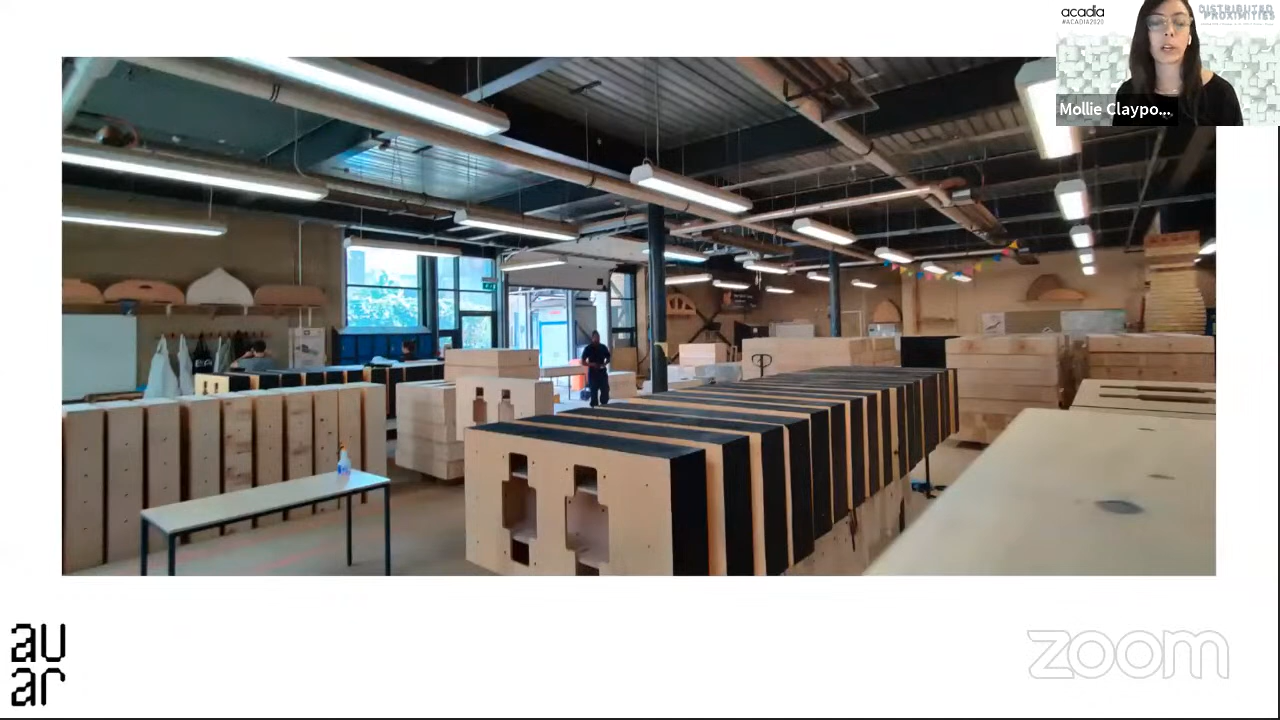 acadia
#ACADIA2020
DISTRIBUTED
PROXIMITIES
Mollie Claypo...
au
ar
zoom